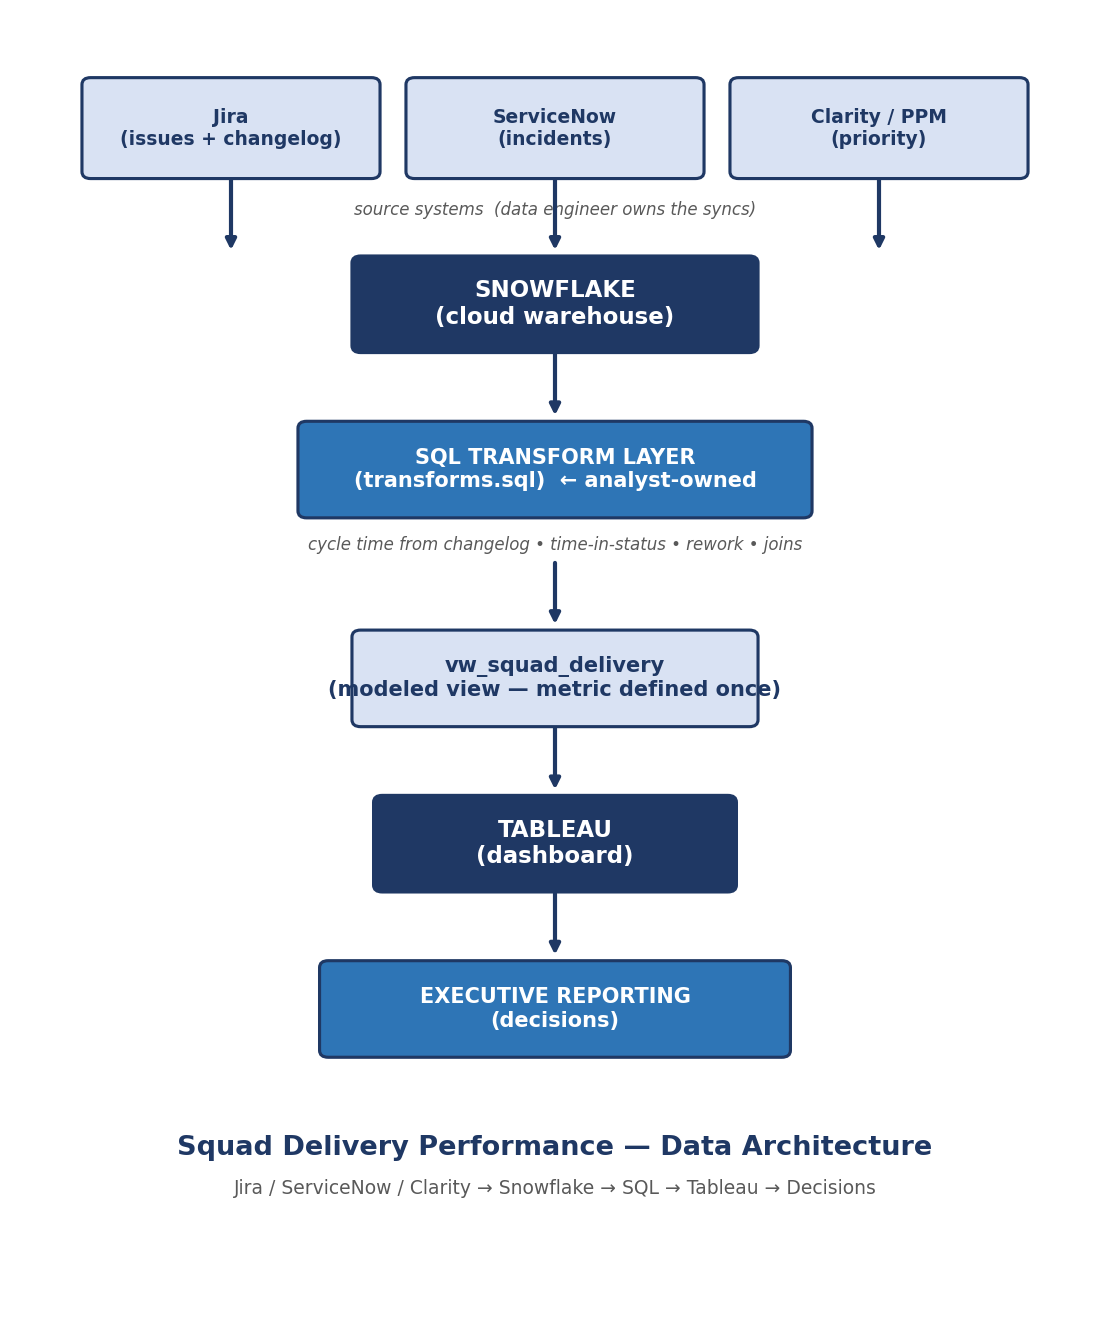 Jira
(issues + changelog)
ServiceNow
(incidents)
Clarity / PPM
(priority)
source systems  (data engineer owns the syncs)
SNOWFLAKE
(cloud warehouse)
SQL TRANSFORM LAYER
(transforms.sql)  ← analyst-owned
cycle time from changelog • time-in-status • rework • joins
vw_squad_delivery
(modeled view — metric defined once)
TABLEAU
(dashboard)
EXECUTIVE REPORTING
(decisions)
Squad Delivery Performance — Data Architecture
Jira / ServiceNow / Clarity → Snowflake → SQL → Tableau → Decisions